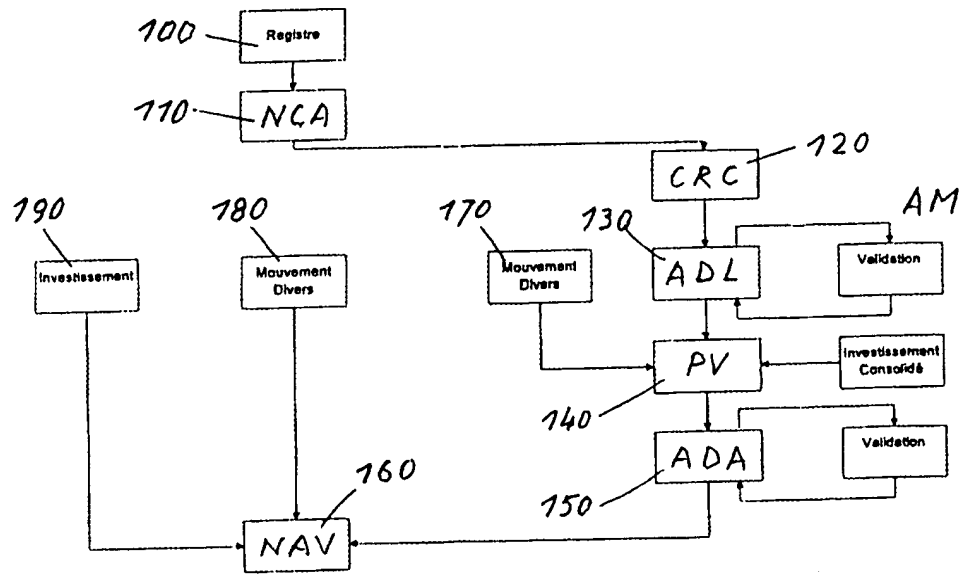 100
Registre
110
NCA
120
CRC
AM
190
180
170
130
Investissement
Mouvement
Divers
Mouvement
Divers
ADL
Validation
PV
Investissement
Consolidé
140
ADA
Validation
150
160
NAV